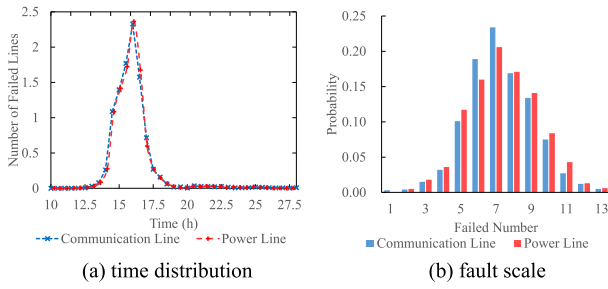 2.5
2
1.5
1
0.5
0
Number of Failed Lines
10 12.5 15 17.5 20 22.5 25 27.5
Time (h)
Communication Line Power Line
(a) time distribution
0.25
0.20
0.15
0.10
0.05
0.00
Probability
1 3 5 7 9 11 13
Failed Number
Communication Line Power Line
(b) fault scale